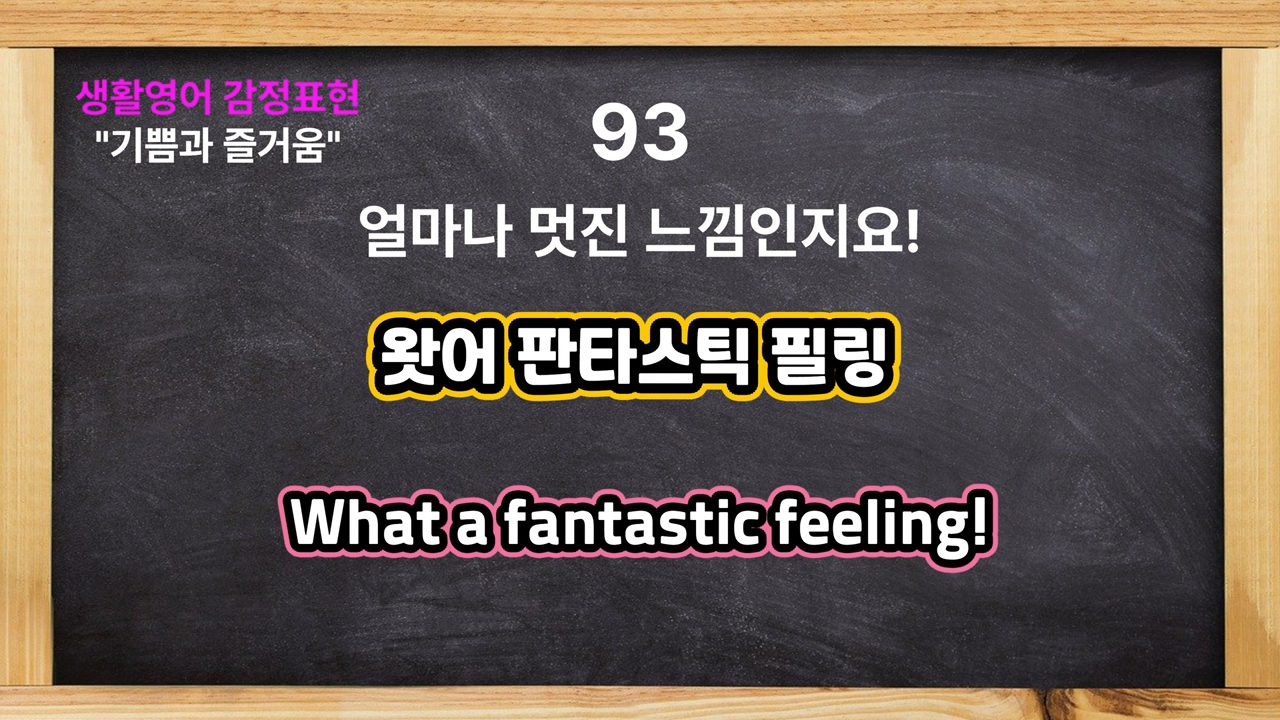 생활영어 감정표현
"기쁨과 즐거움"
93
얼마나 멋진 느낌인지요!
왓어 판타스틱 필링
What a fantastic feeling!